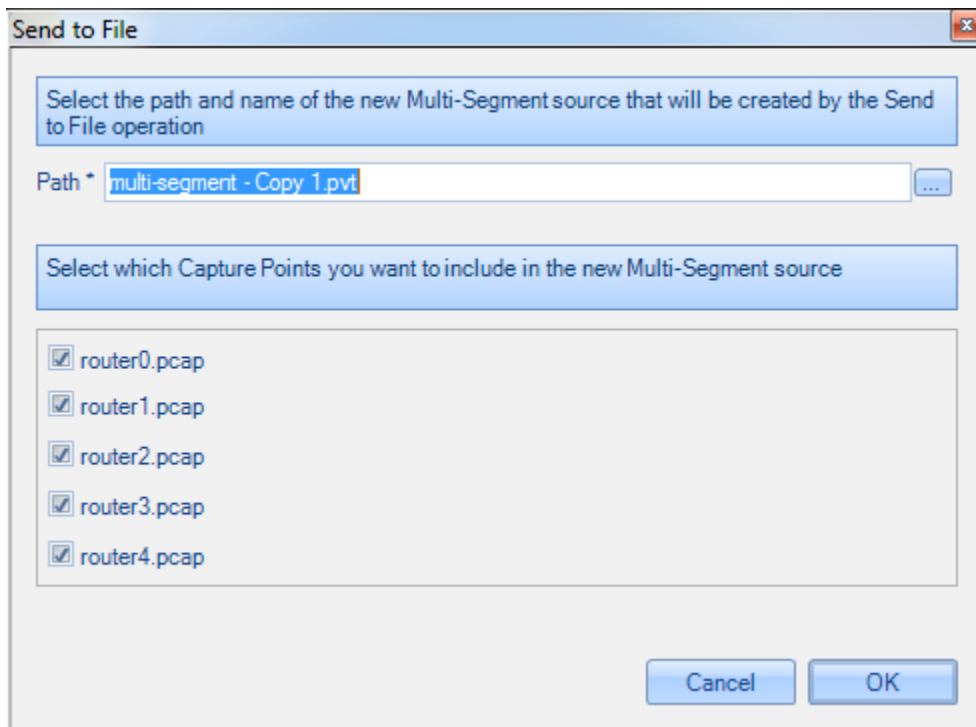 Send to File
Select the path and name of the new Multi-Segment source that will be created by the Send
to File operation
Path * multi-segment - Copy 1.pvt ...
Select which Capture Points you want to include in the new Multi-Segment source
router0.pcap
router1.pcap
router2.pcap
router3.pcap
router4.pcap
Cancel OK